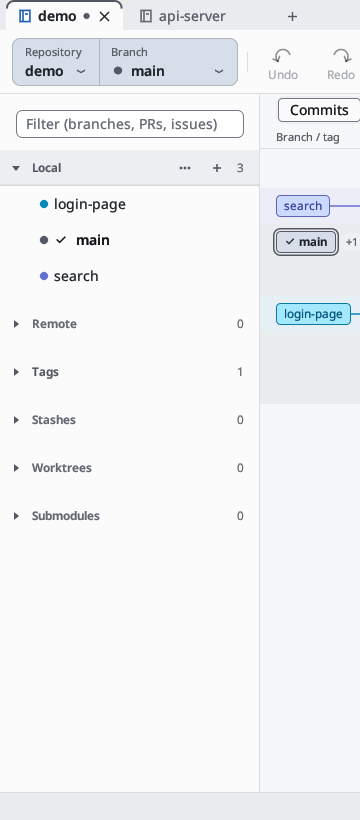 demo
api-server
Repository
demo
Branch
main
Undo
Redo
Filter (branches, PRs, issues)
Commits
Branch / tag
Local
3
login-page
main
search
Remote
0
Tags
1
Stashes
0
Worktrees
0
Submodules
0
search
main
+1
login-page